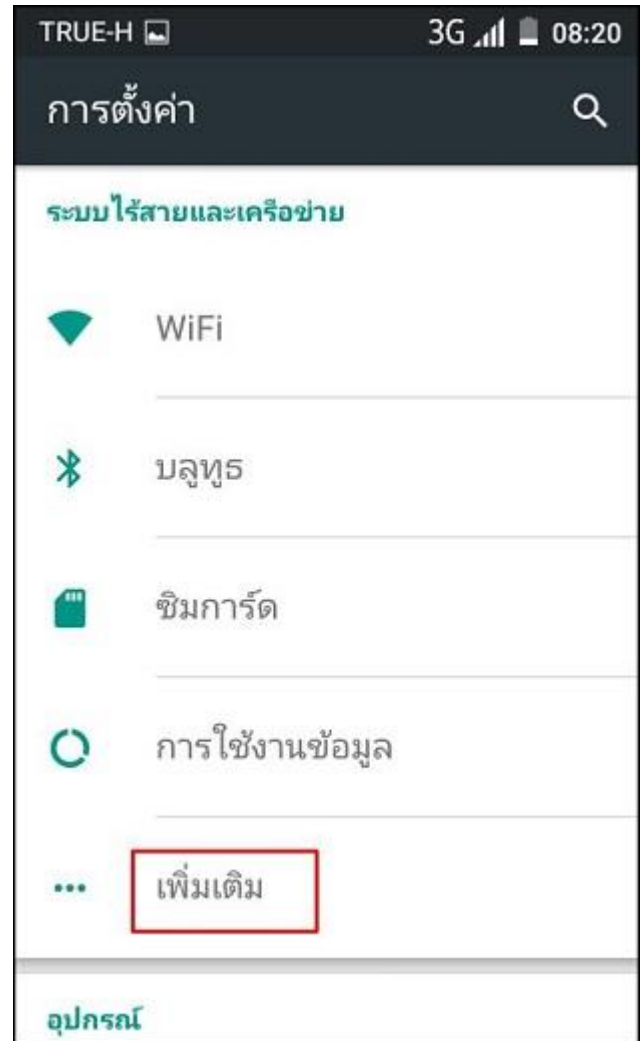 TRUE-H 3G 08:20
การตั้งค่า
ระบบไร้สายและเครือข่าย
WiFi
บลูทูธ
ซิมการ์ด
การใช้งานข้อมูล
เพิ่มเติม
อุปกรณ์